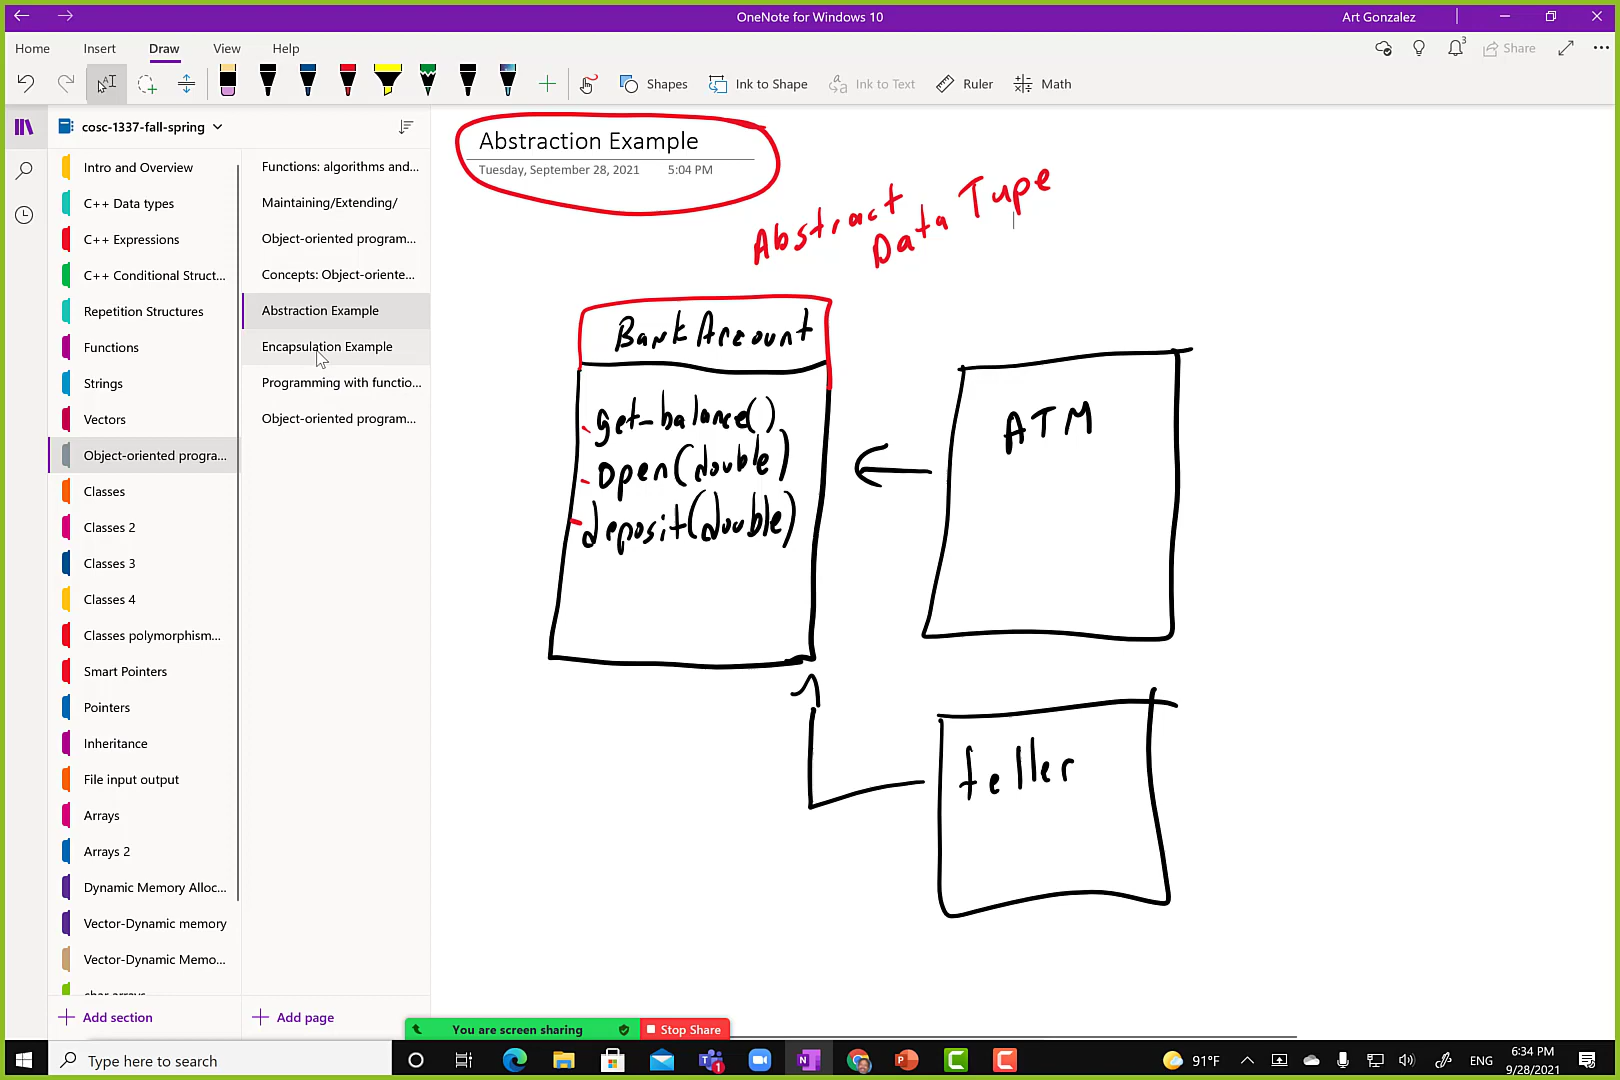 OneNote for Windows 10
Art Gonzalez
Home Insert Draw View Help
3
Share
Shapes Ink to Shape Ink to Text Ruler Math
cosc-1337-fall-spring
Intro and Overview
C++ Data types
C++ Expressions
C++ Conditional Struct...
Repetition Structures
Functions
Strings
Vectors
Object-oriented progra...
Classes
Classes 2
Classes 3
Classes 4
Classes polymorphism...
Smart Pointers
Pointers
Inheritance
File input output
Arrays
Arrays 2
Dynamic Memory Alloc...
Vector-Dynamic memory
Vector-Dynamic Memo...
char arrays
Add section
Functions: algorithms and...
Maintaining/Extending/
Object-oriented program...
Concepts: Object-oriente...
Abstraction Example
Encapsulation Example
Programming with functio...
Object-oriented program...
Add page
Abstraction Example
Tuesday, September 28, 2021 5:04 PM
Abstract
Data Type
BankAccount
get_balance()
open(double)
deposit(double)
ATM
teller
You are screen sharing Stop Share
Type here to search
1
91°F
ENG
6:34 PM
9/28/2021